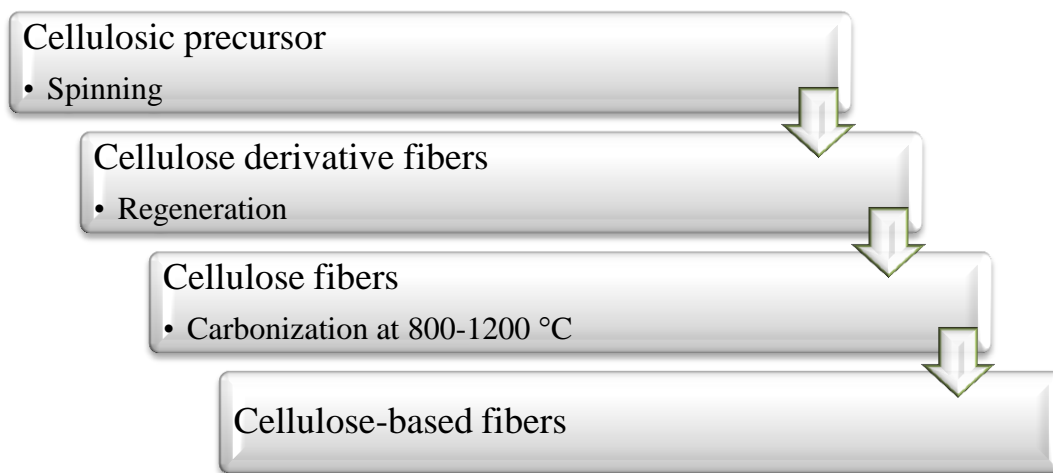 Cellulosic precursor
• Spinning
Cellulose derivative fibers
• Regeneration
Cellulose fibers
• Carbonization at 800-1200 °C
Cellulose-based fibers